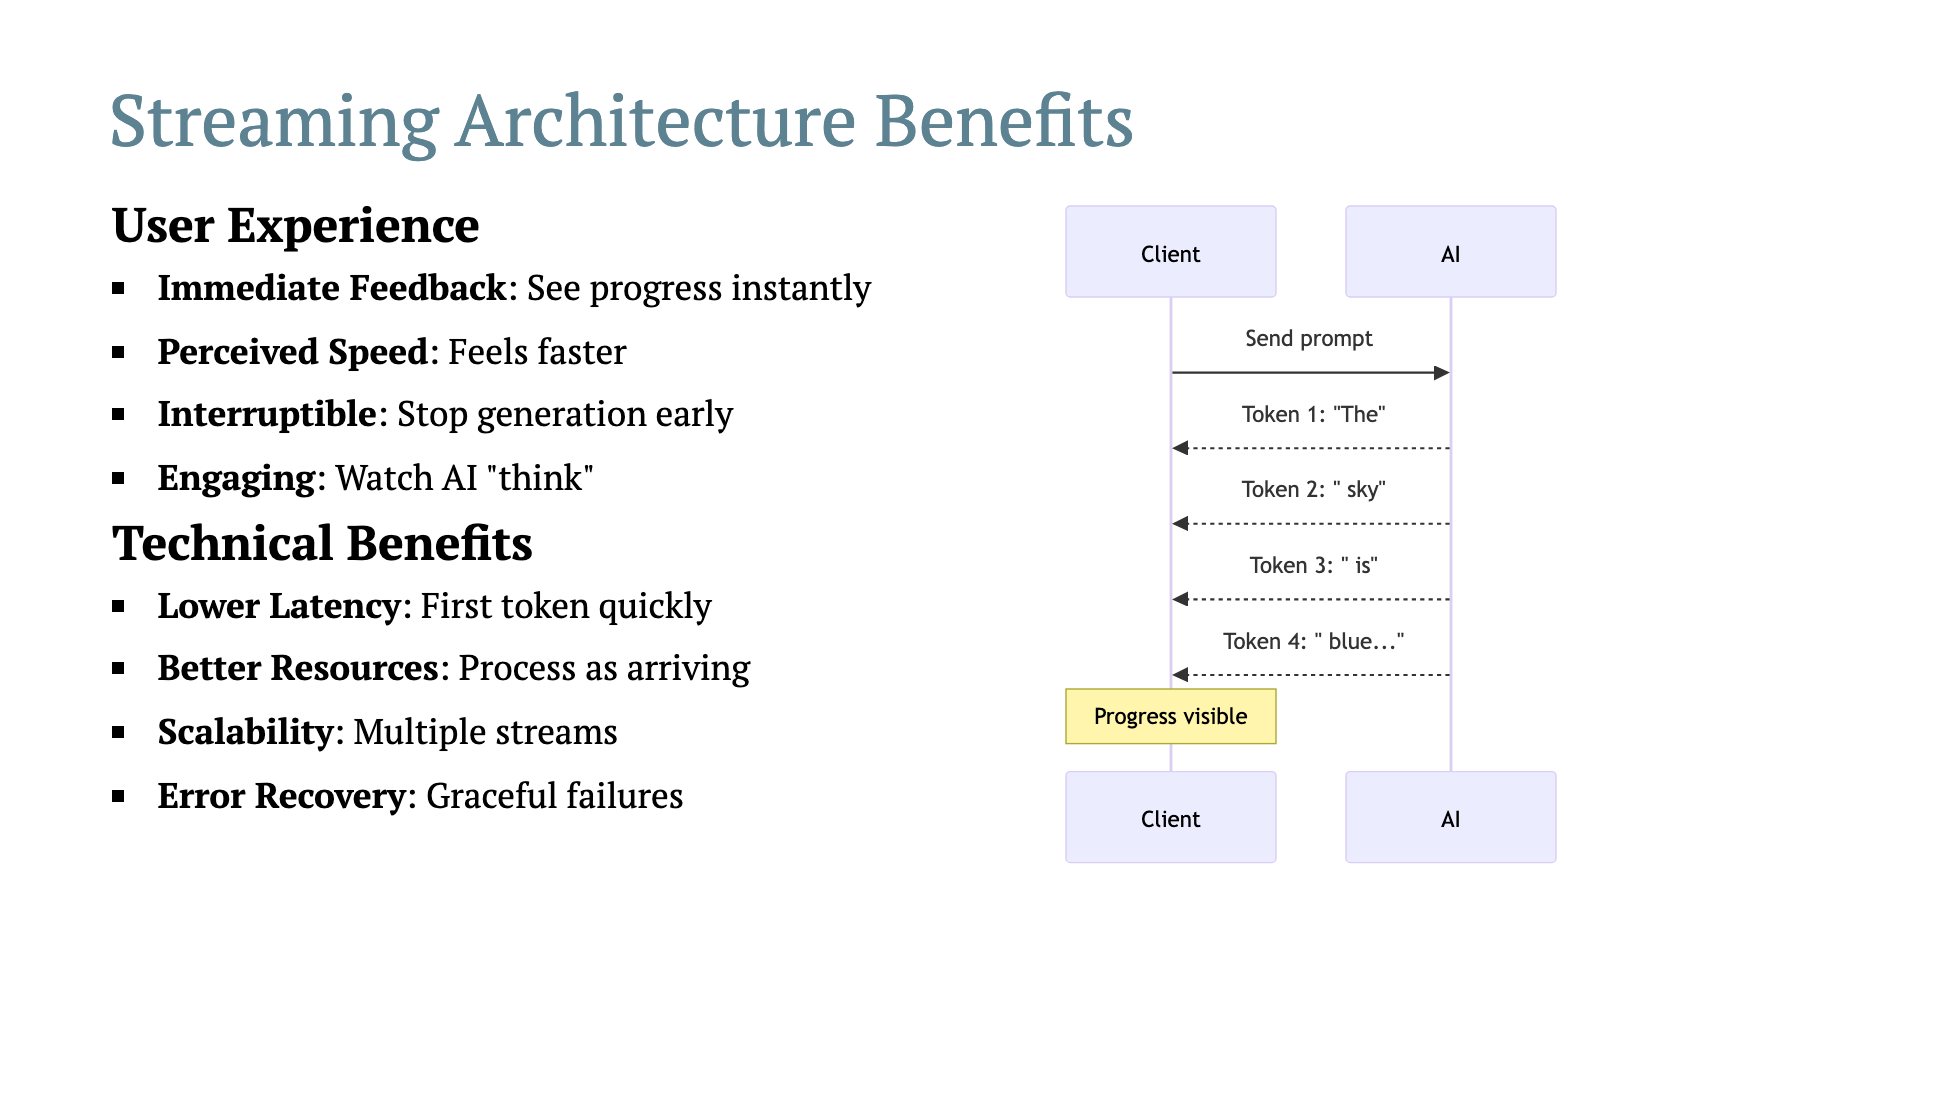 Streaming Architecture Benefits
User Experience
▪ Immediate Feedback: See progress instantly
▪ Perceived Speed: Feels faster
▪ Interruptible: Stop generation early
▪ Engaging: Watch AI "think"
Technical Benefits
▪ Lower Latency: First token quickly
▪ Better Resources: Process as arriving
▪ Scalability: Multiple streams
▪ Error Recovery: Graceful failures
Client AI
Send prompt
Token 1: "The"
Token 2: " sky"
Token 3: " is"
Token 4: " blue..."
Progress visible
Client AI